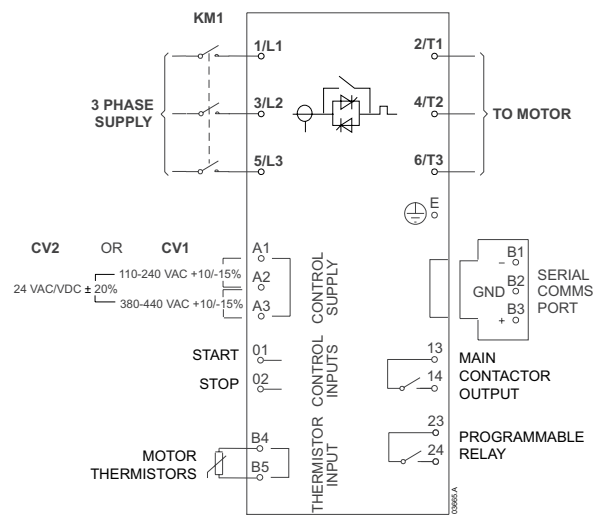 KM1
1/L1
2/T1
3 PHASE
SUPPLY
3/L2
4/T2
TO MOTOR
5/L3
6/T3
E
CV2 OR CV1
24 VAC/VDC ± 20%
110-240 VAC +10/-15%
380-440 VAC +10/-15%
A1
A2
A3
CONTROL
SUPPLY
B1
−
B2
GND
B3
+
SERIAL
COMMS
PORT
START
01
STOP
02
CONTROL
INPUTS
13
14
MAIN
CONTACTOR
OUTPUT
MOTOR
THERMISTORS
B4
B5
THERMISTOR
INPUT
23
24
PROGRAMMABLE
RELAY
03665.A